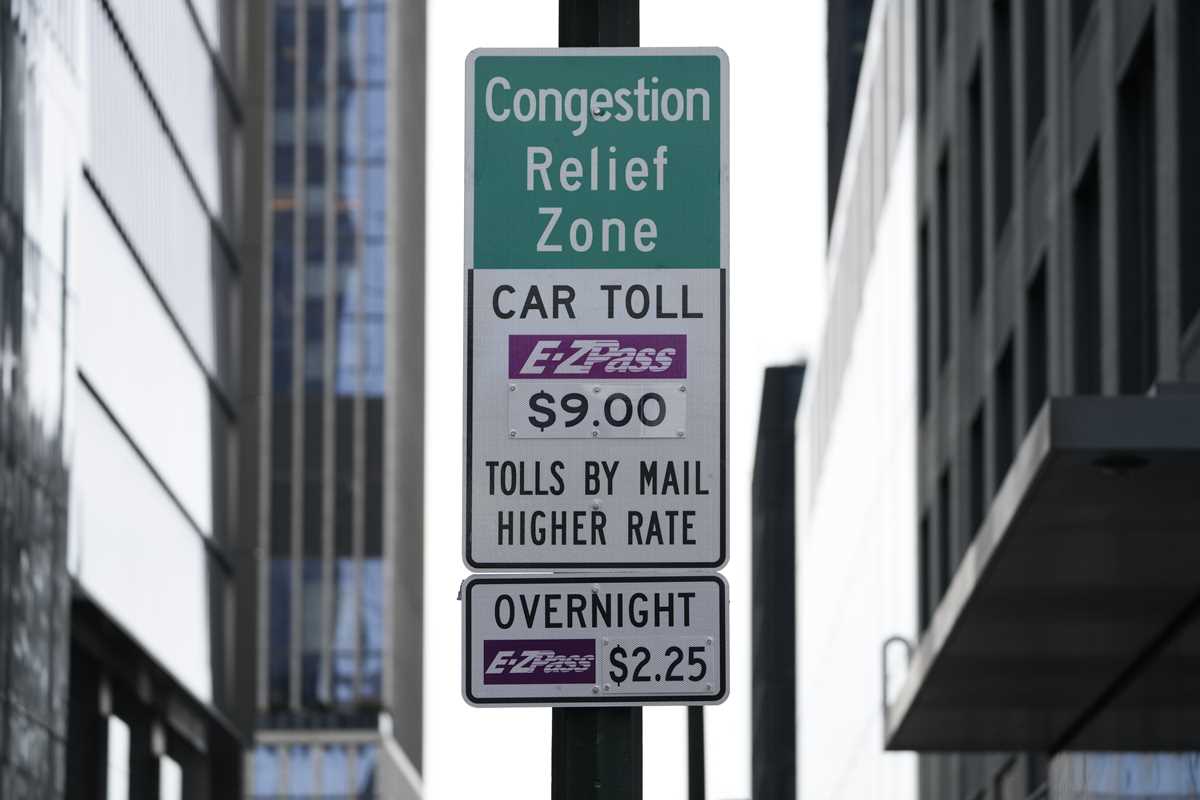 Congestion
Relief
Zone
CAR TOLL
E-ZPass
$9.00
TOLLS BY MAIL
HIGHER RATE
OVERNIGHT
E-ZPass $2.25